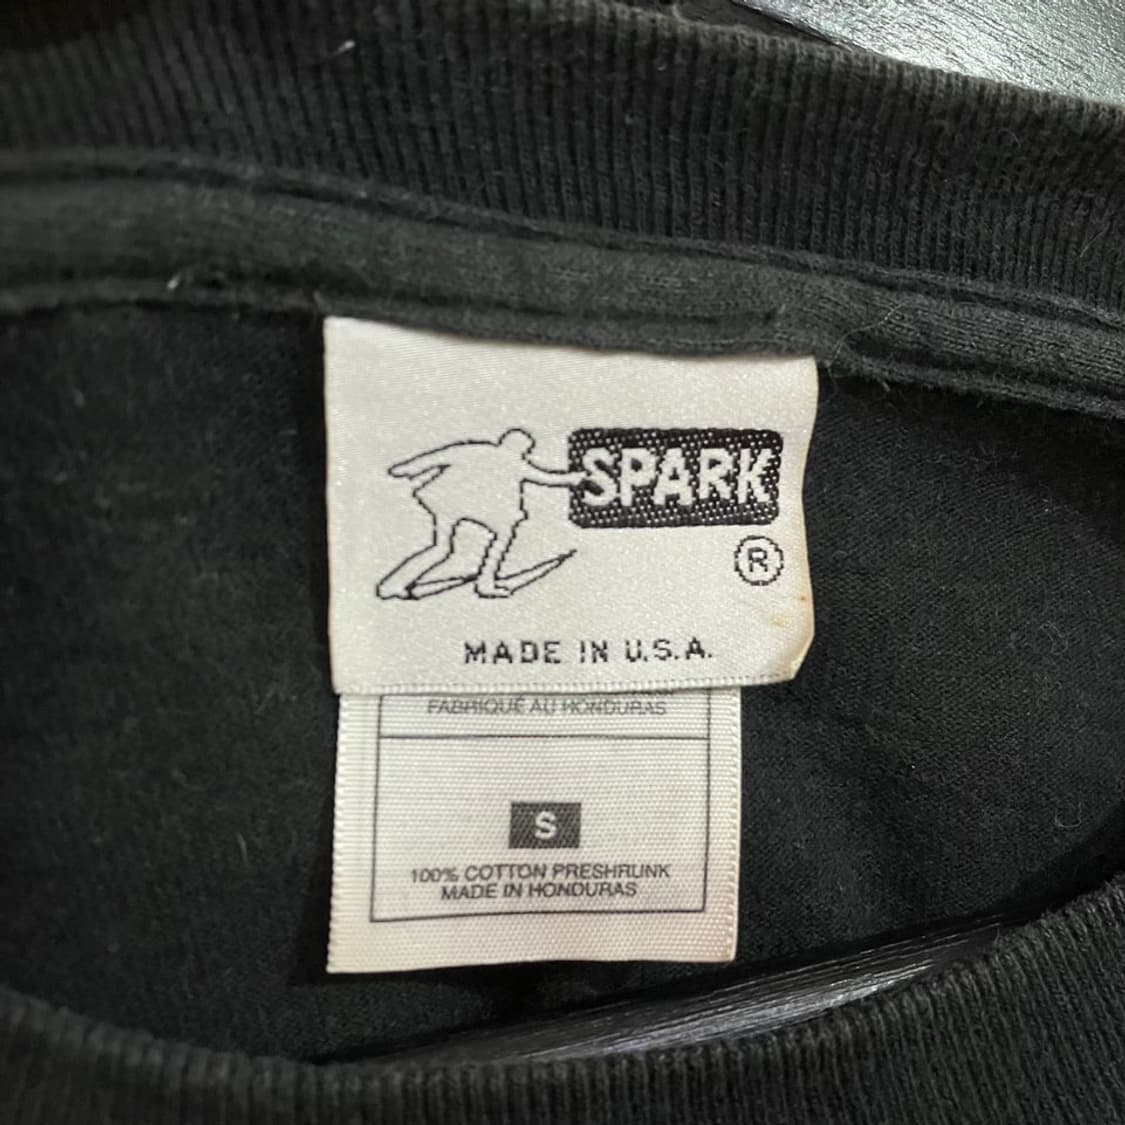 SPARK
®
MADE IN U.S.A.
FABRIQUÉ AU HONDURAS
S
100% COTTON PRESHRUNK
MADE IN HONDURAS